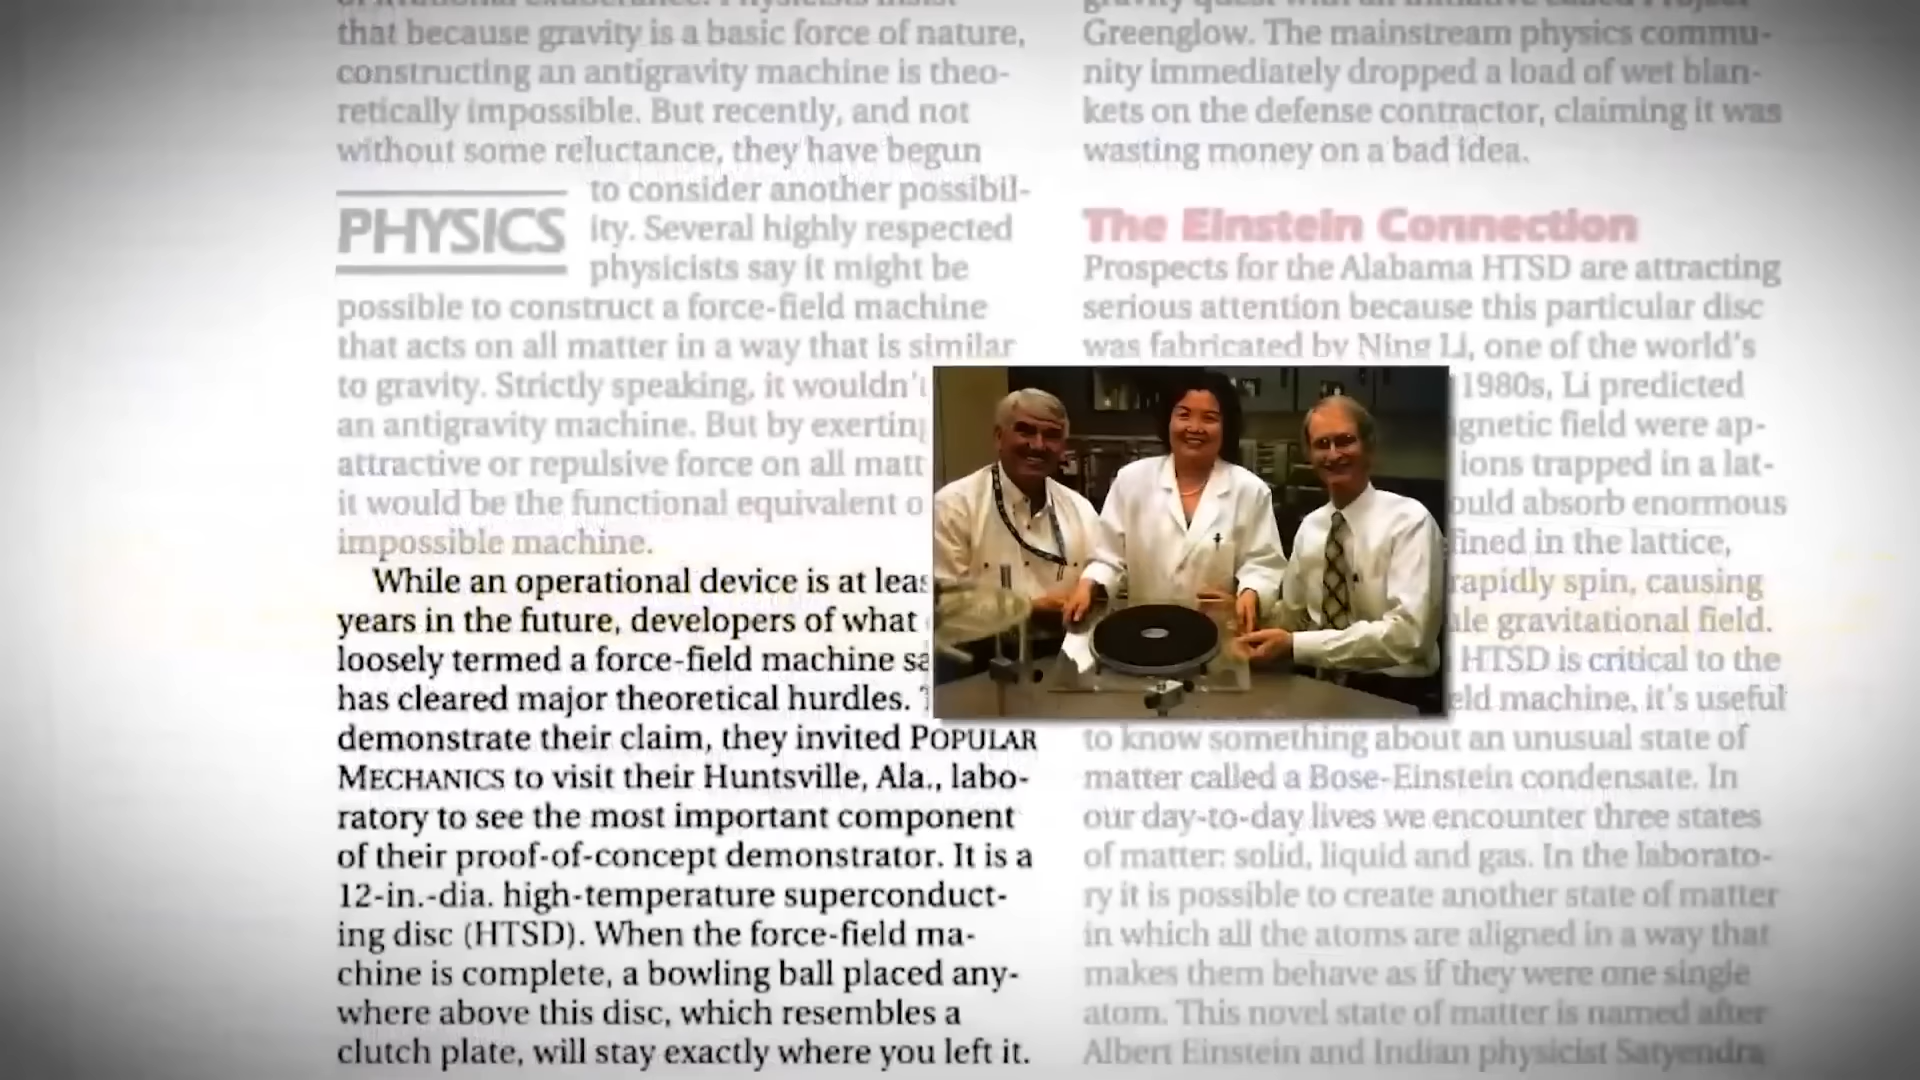 that because gravity is a basic force of nature,
constructing an antigravity machine is theo-
retically impossible. But recently, and not
without some reluctance, they have begun
to consider another possibil-
PHYSICS
ity. Several highly respected
physicists say it might be
possible to construct a force-field machine
that acts on all matter in a way that is similar
to gravity. Strictly speaking, it wouldn't
an antigravity machine. But by exerting
attractive or repulsive force on all matt
it would be the functional equivalent o
impossible machine.
While an operational device is at leas
years in the future, developers of what
loosely termed a force-field machine sa
has cleared major theoretical hurdles.
demonstrate their claim, they invited POPULAR
MECHANICS to visit their Huntsville, Ala., labo-
ratory to see the most important component
of their proof-of-concept demonstrator. It is a
12-in.-dia. high-temperature superconduct-
ing disc (HTSD). When the force-field ma-
chine is complete, a bowling ball placed any-
where above this disc, which resembles a
clutch plate, will stay exactly where you left it.
Greenglow. The mainstream physics commu-
nity immediately dropped a load of wet blan-
kets on the defense contractor, claiming it was
wasting money on a bad idea.
The Einstein Connection
Prospects for the Alabama HTSD are attracting
serious attention because this particular disc
was fabricated by Ning Li, one of the world's
1980s, Li predicted
gnetic field were ap-
ions trapped in a lat-
ould absorb enormous
fined in the lattice,
rapidly spin, causing
le gravitational field.
HTSD is critical to the
eld machine, it's useful
to know something about an unusual state of
matter called a Bose-Einstein condensate. In
our day-to-day lives we encounter three states
of matter: solid, liquid and gas. In the laborato-
ry it is possible to create another state of matter
in which all the atoms are aligned in a way that
makes them behave as if they were one single
atom. This novel state of matter is named after
Albert Einstein and Indian physicist Satyendra